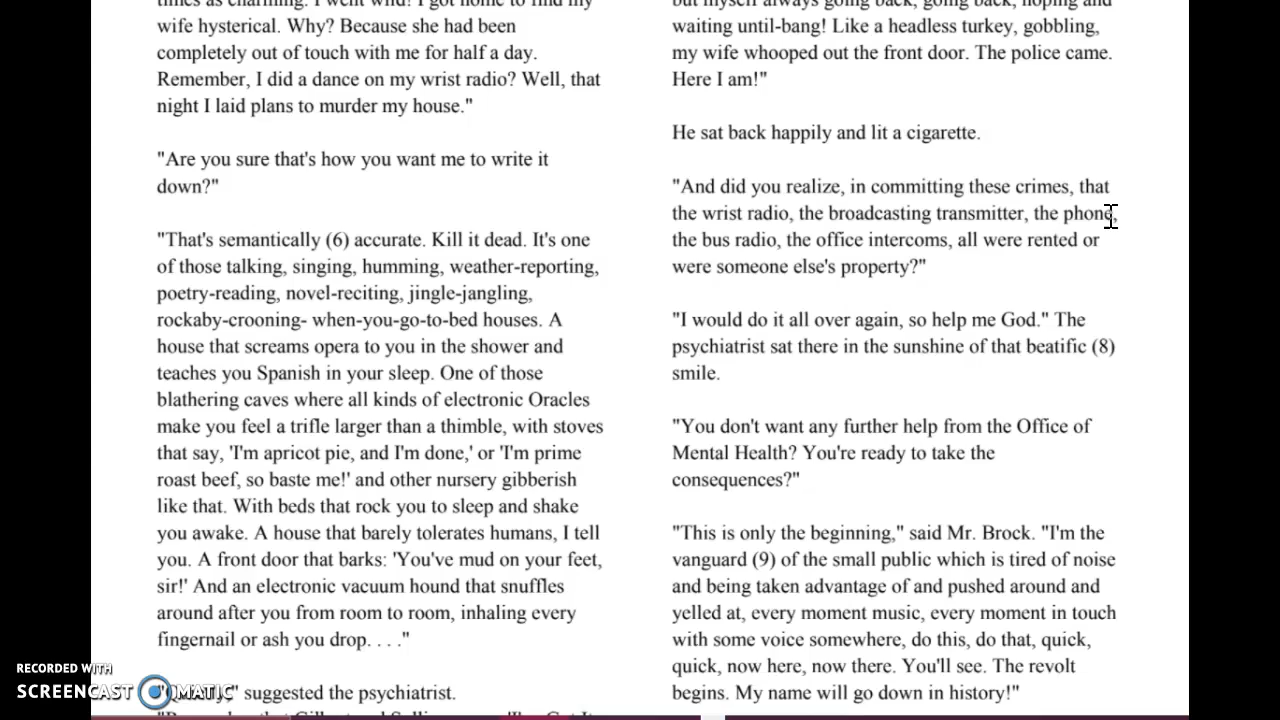 wife hysterical. Why? Because she had been
completely out of touch with me for half a day.
Remember, I did a dance on my wrist radio? Well, that
night I laid plans to murder my house."
"Are you sure that's how you want me to write it
down?"
"That's semantically (6) accurate. Kill it dead. It's one
of those talking, singing, humming, weather-reporting,
poetry-reading, novel-reciting, jingle-jangling,
rockaby-crooning- when-you-go-to-bed houses. A
house that screams opera to you in the shower and
teaches you Spanish in your sleep. One of those
blathering caves where all kinds of electronic Oracles
make you feel a trifle larger than a thimble, with stoves
that say, 'I'm apricot pie, and I'm done,' or 'I'm prime
roast beef, so baste me!' and other nursery gibberish
like that. With beds that rock you to sleep and shake
you awake. A house that barely tolerates humans, I tell
you. A front door that barks: 'You've mud on your feet,
sir!' And an electronic vacuum hound that snuffles
around after you from room to room, inhaling every
fingernail or ash you drop. . . ."
suggested the psychiatrist.
but myself always going back, going back, hoping and
waiting until-bang! Like a headless turkey, gobbling,
my wife whooped out the front door. The police came.
Here I am!"
He sat back happily and lit a cigarette.
"And did you realize, in committing these crimes, that
the wrist radio, the broadcasting transmitter, the phone,
the bus radio, the office intercoms, all were rented or
were someone else's property?"
"I would do it all over again, so help me God." The
psychiatrist sat there in the sunshine of that beatific (8)
smile.
"You don't want any further help from the Office of
Mental Health? You're ready to take the
consequences?"
"This is only the beginning," said Mr. Brock. "I'm the
vanguard (9) of the small public which is tired of noise
and being taken advantage of and pushed around and
yelled at, every moment music, every moment in touch
with some voice somewhere, do this, do that, quick,
quick, now here, now there. You'll see. The revolt
begins. My name will go down in history!"
RECORDED WITH
SCREENCAST MATIC